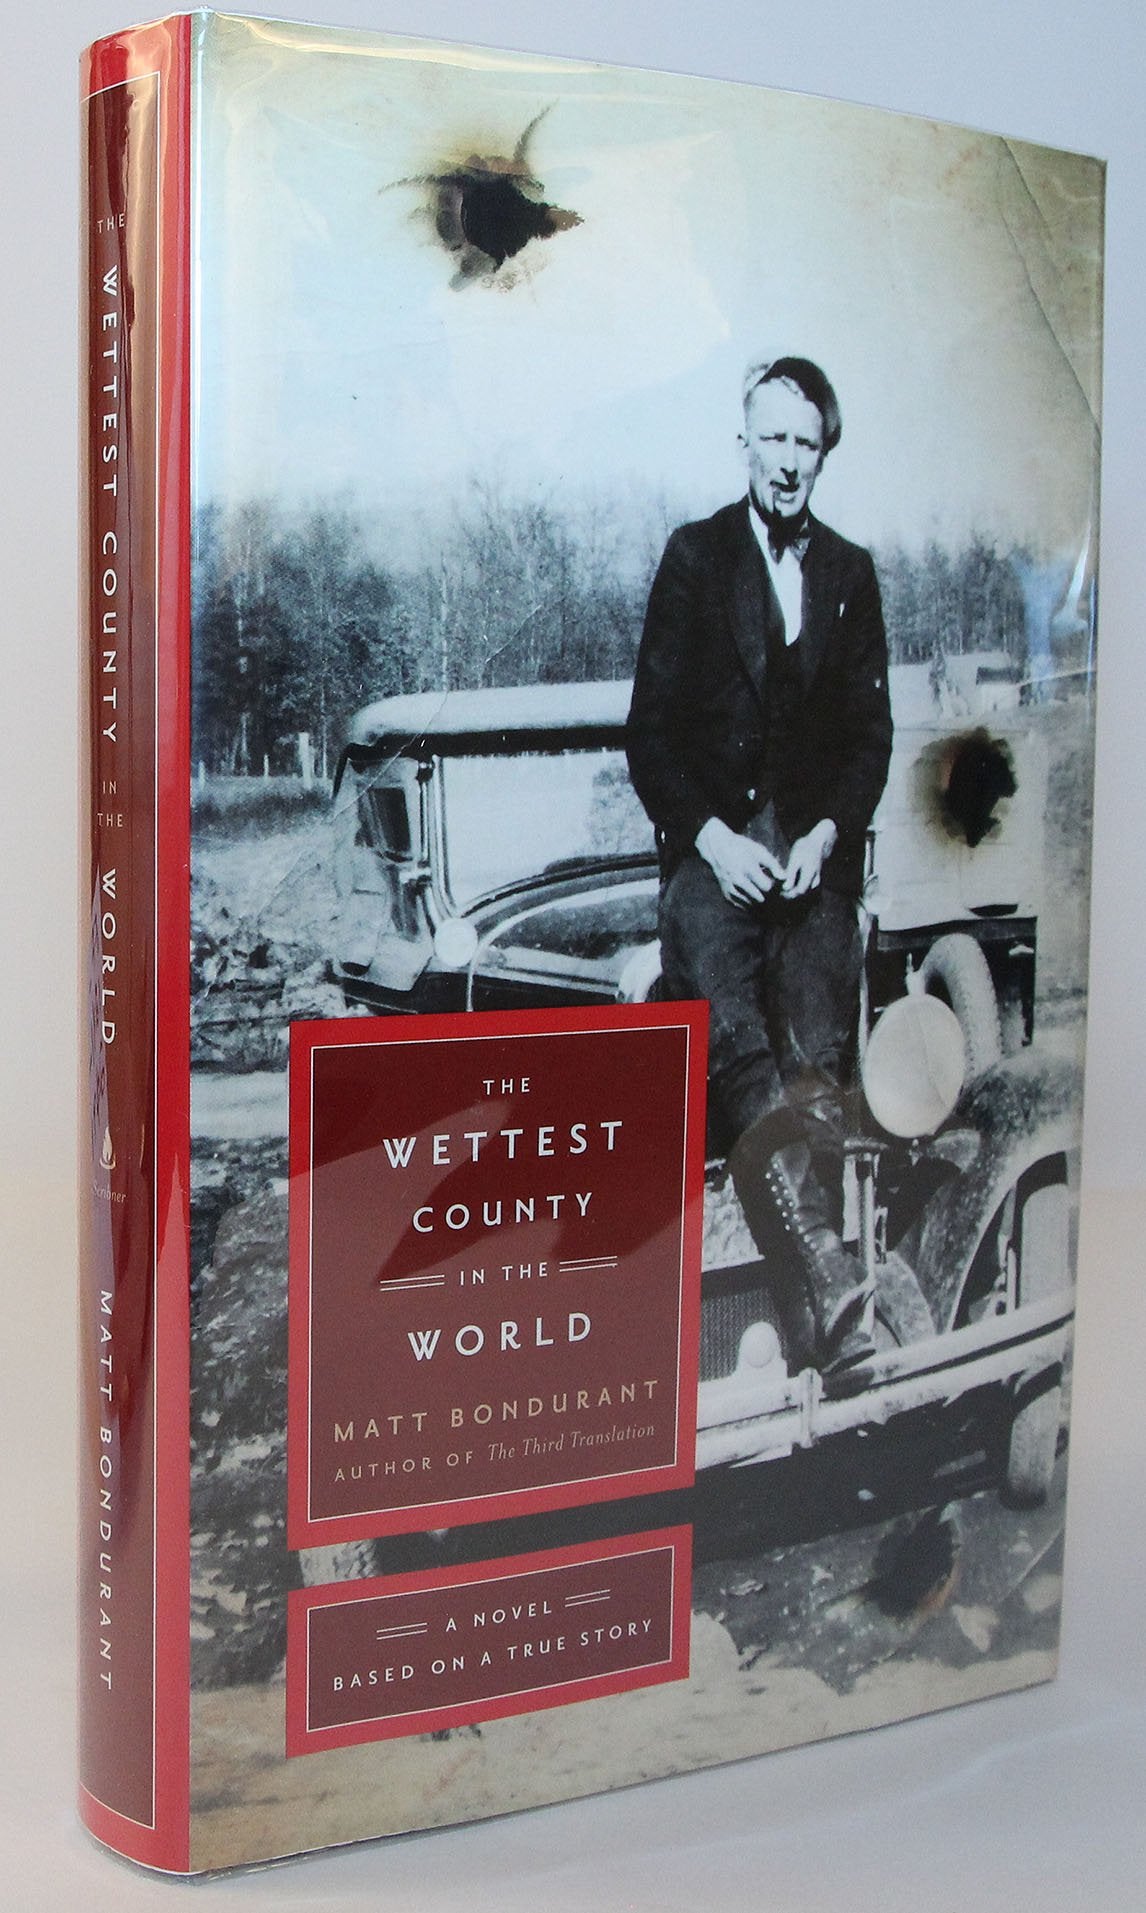 THE
WETTEST COUNTY
IN
THE
WORLD
Scribner
MATT BONDURANT
THE
WETTEST
COUNTY
IN THE
WORLD
MATT BONDURANT
AUTHOR OF The Third Translation
A NOVEL
BASED ON A TRUE STORY